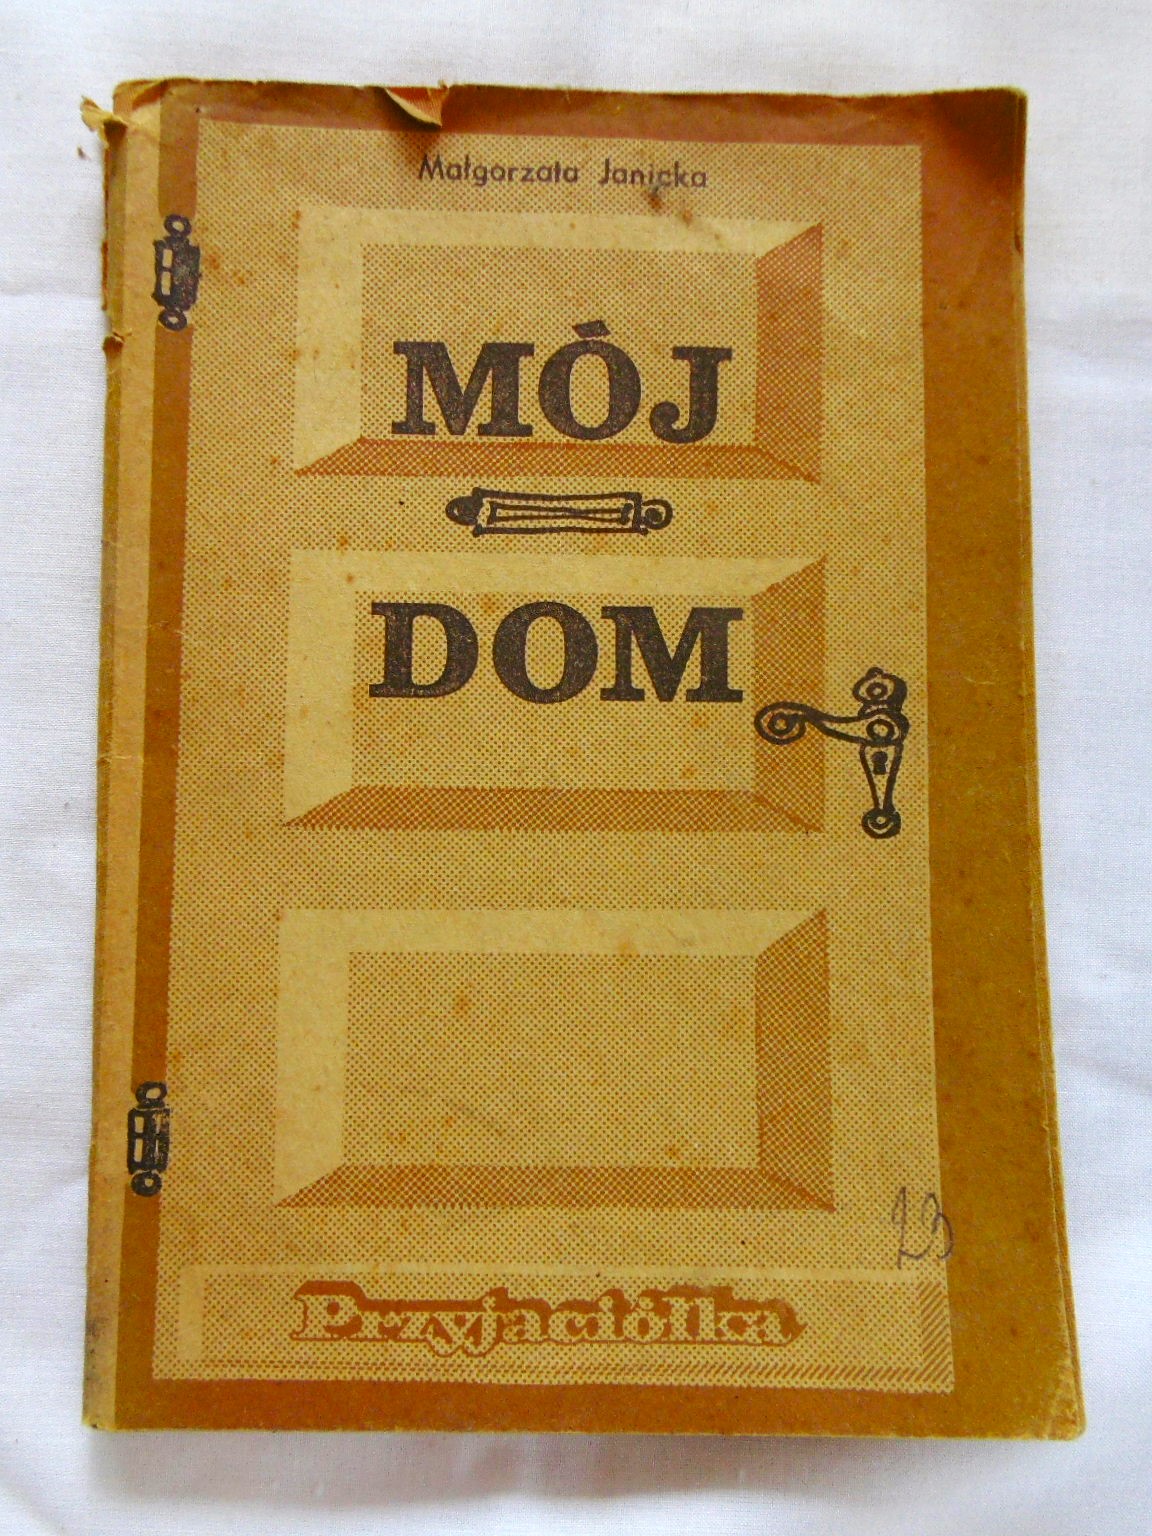 Małgorzata Janicka
MÓJ
DOM
23
Przyjaciółka